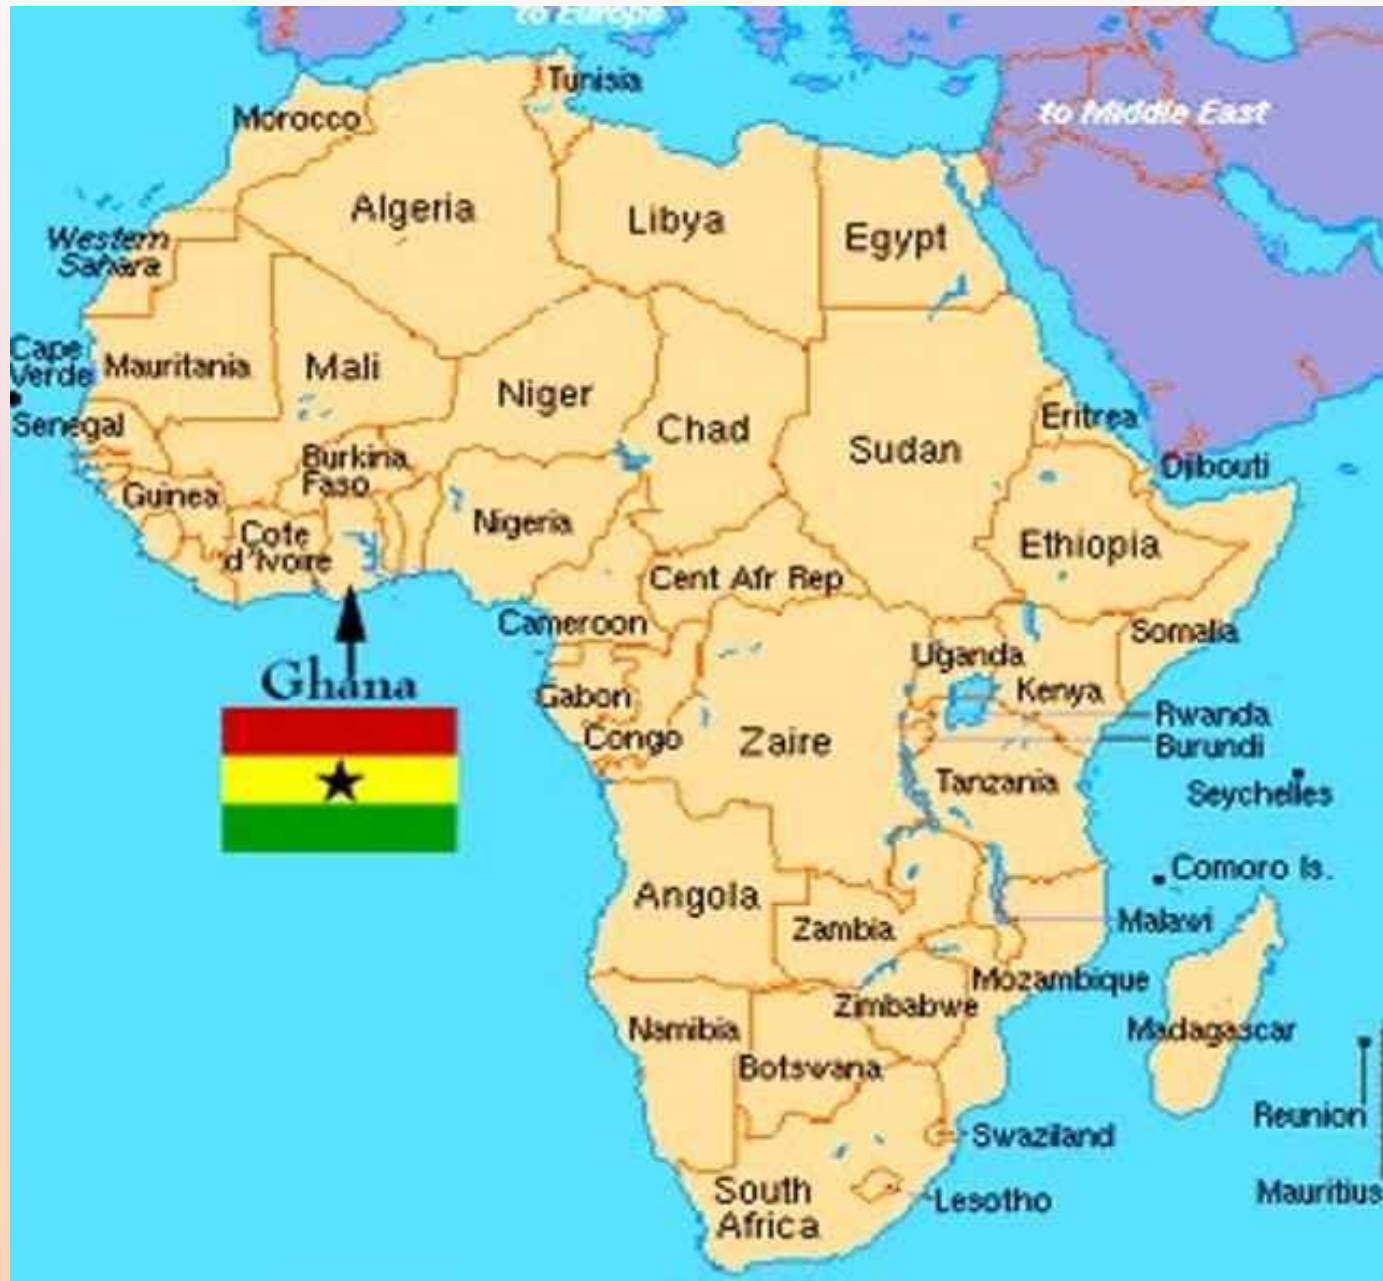 to Europe
Tunisia
Morocco
to Middle East
Algeria
Libya
Egypt
Western
Sahara
Cape
Verde
Mauritania
Mali
Niger
Chad
Sudan
Eritrea
Senegal
Djibouti
Burkina
Faso
Guinea
Nigeria
Cote
d'Ivoire
Ethiopia
Cent Afr Rep
Cameroon
Somalia
Uganda
Kenya
Ghana
Gabon
Congo
Zaire
Rwanda
Burundi
Tanzania
Seychelles
Comoro Is.
Angola
Zambia
Malawi
Mozambique
Zimbabwe
Namibia
Madagascar
Botswana
Reunion
Swaziland
South
Africa
Lesotho
Mauritius